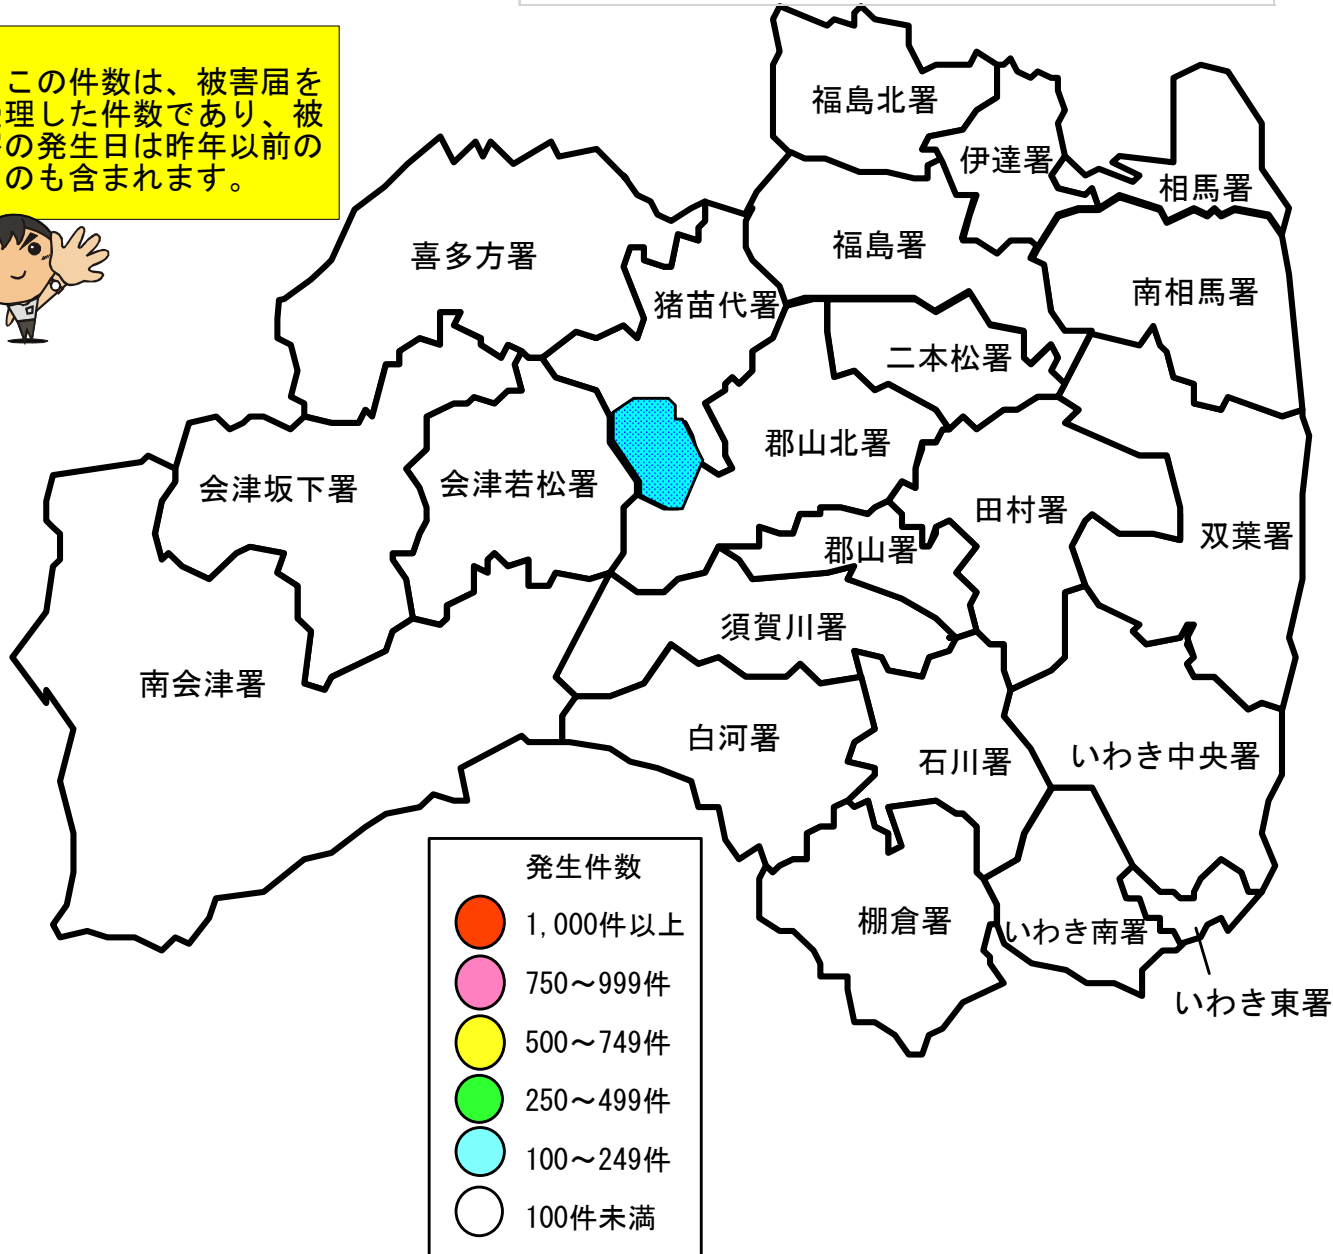 この件数は、被害届を
理した件数であり、被
の発生日は昨年以前の
のも含まれます。
福島北署
伊達署
相馬署
喜多方署
福島署
猪苗代署
南相馬署
二本松署
郡山北署
会津坂下署
会津若松署
田村署
双葉署
郡山署
須賀川署
南会津署
白河署
石川署
いわき中央署
棚倉署
いわき南署
いわき東署
発生件数
1,000件以上
750～999件
500～749件
250～499件
100～249件
100件未満